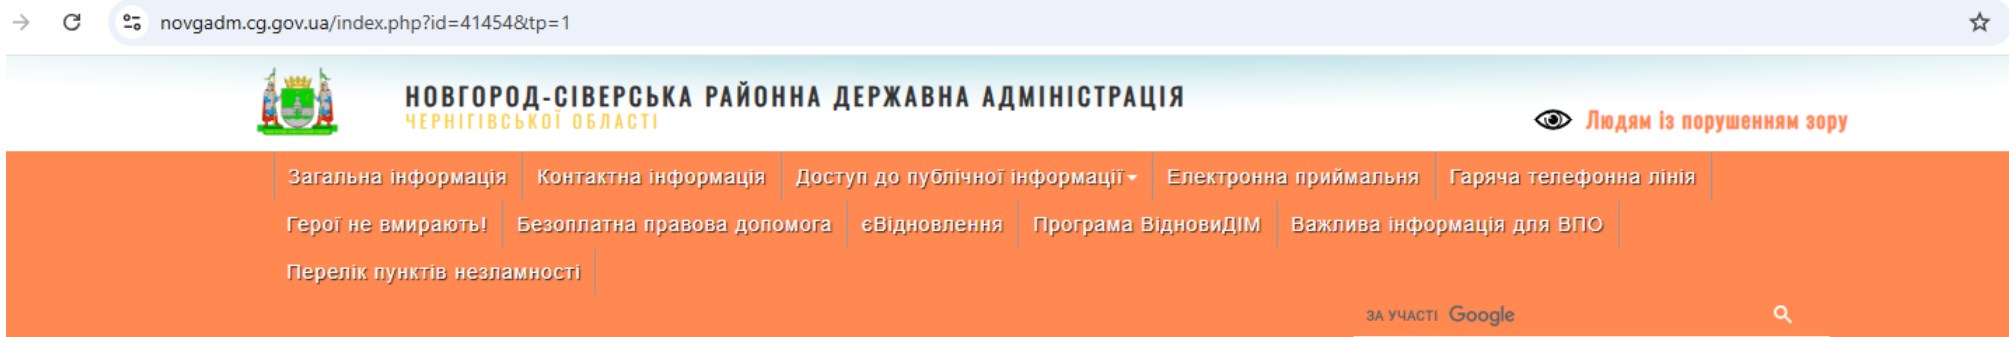 novgadm.cg.gov.ua/index.php?id=41454&tp=1
НОВГОРОД-СІВЕРСЬКА РАЙОННА ДЕРЖАВНА АДМІНІСТРАЦІЯ
ЧЕРНІГІВСЬКОЇ ОБЛАСТІ
Людям із порушенням зору
Загальна інформація Контактна інформація Доступ до публічної інформації Електронна приймальня Гаряча телефонна лінія
Герої не вмирають! Безоплатна правова допомога єВідновлення Програма ВідновиДІМ Важлива інформація для ВПО
Перелік пунктів незламності
ЗА УЧАСТІ Google